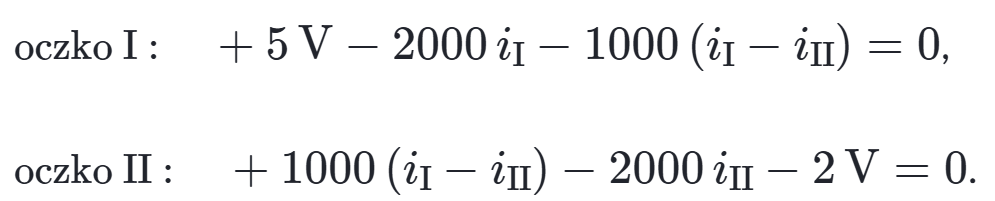 oczko I :  + 5 V − 2000 i_I − 1000 (i_I − i_II) = 0,
oczko II :  + 1000 (i_I − i_II) − 2000 i_II − 2 V = 0.